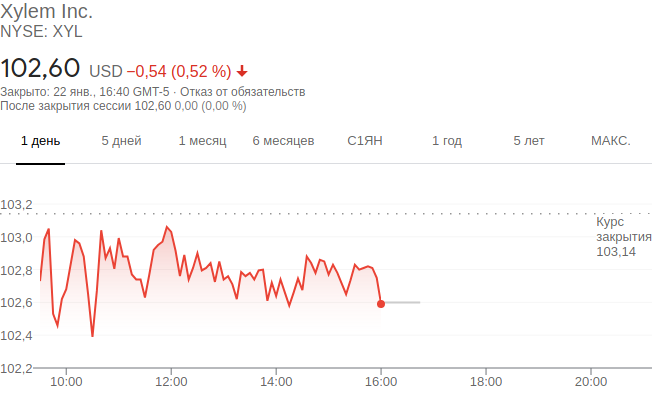 Xylem Inc.
NYSE: XYL
102,60 USD −0,54 (0,52 %)
Закрыто: 22 янв., 16:40 GMT-5 · Отказ от обязательств
После закрытия сессии 102,60 0,00 (0,00 %)
1 день 5 дней 1 месяц 6 месяцев С1ЯН 1 год 5 лет МАКС.
103,2
Курс
закрытия
103,14
103,0
102,8
102,6
102,4
102,2
10:00 12:00 14:00 16:00 18:00 20:00